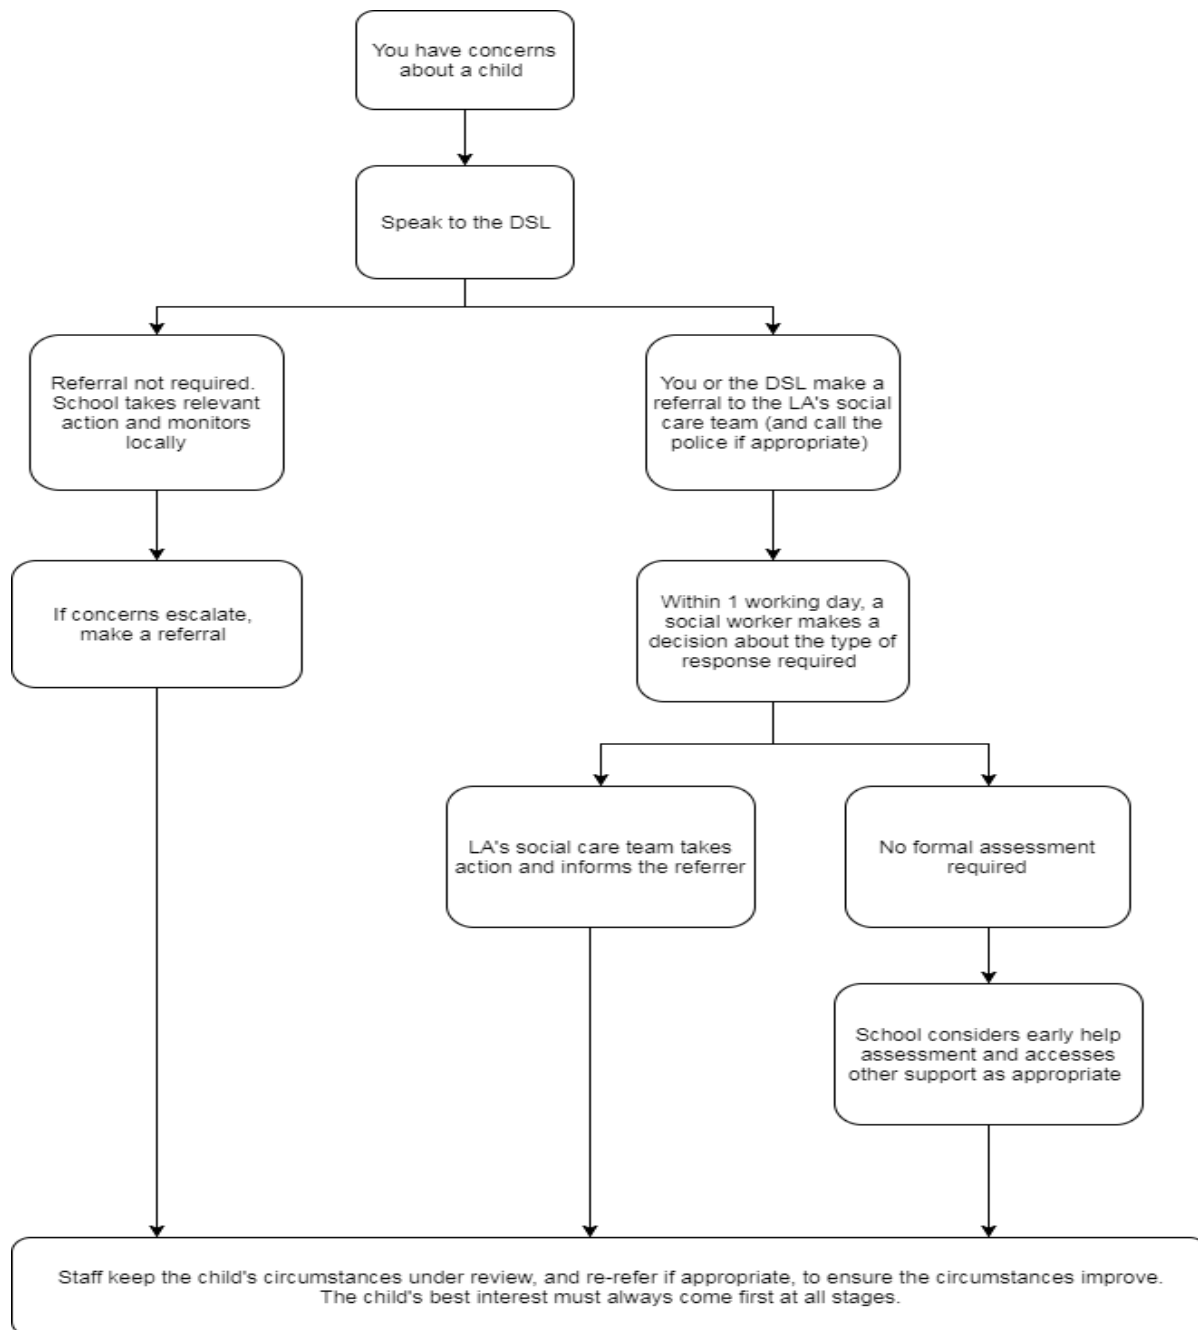 You have concerns
about a child
Speak to the DSL
Referral not required.
School takes relevant
action and monitors
locally
You or the DSL make a
referral to the LA's social
care team (and call the
police if appropriate)
If concerns escalate,
make a referral
Within 1 working day, a
social worker makes a
decision about the type of
response required
LA's social care team takes
action and informs the referrer
No formal assessment
required
School considers early help
assessment and accesses
other support as appropriate
Staff keep the child's circumstances under review, and re-refer if appropriate, to ensure the circumstances improve.
The child's best interest must always come first at all stages.